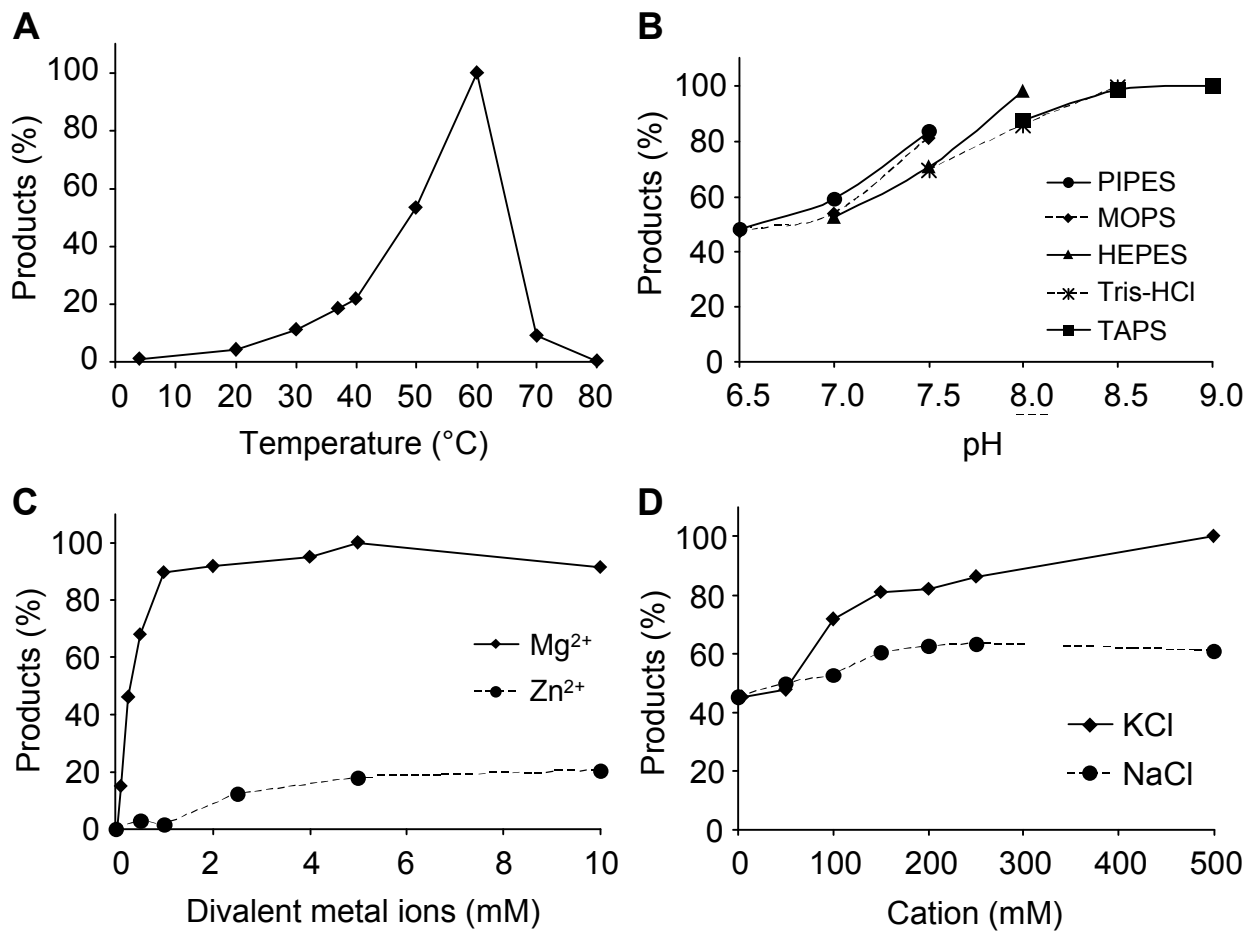 A
Products (%)
100
80
60
40
20
0
0 10 20 30 40 50 60 70 80
Temperature (°C)
B
Products (%)
100
80
60
40
20
0
PIPES
MOPS
HEPES
Tris-HCl
TAPS
6.5 7.0 7.5 8.0 8.5 9.0
pH
C
Products (%)
100
80
60
40
20
0
Mg²⁺
Zn²⁺
0 2 4 6 8 10
Divalent metal ions (mM)
D
Products (%)
100
80
60
40
20
0
KCl
NaCl
0 100 200 300 400 500
Cation (mM)